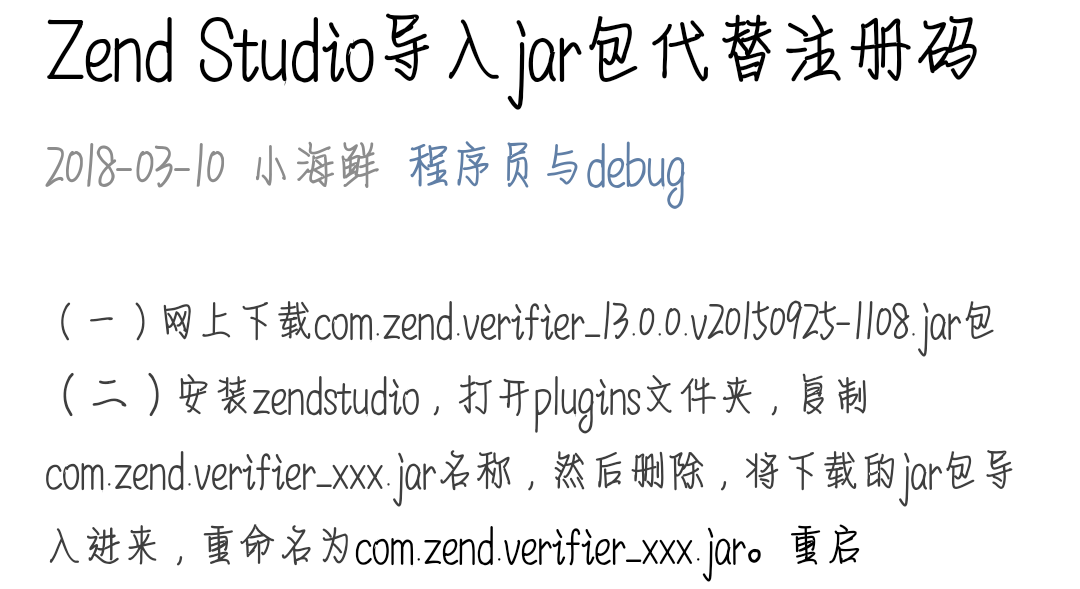 Zend Studio导入jar包代替注册码
2018-03-10 小海鲜 程序员与debug
（一）网上下载com.zend.verifier_13.0.0.v20150925-1108.jar包
（二）安装zendstudio，打开plugins文件夹，复制
com.zend.verifier_xxx.jar名称，然后删除，将下载的jar包导
入进来，重命名为com.zend.verifier_xxx.jar。重启